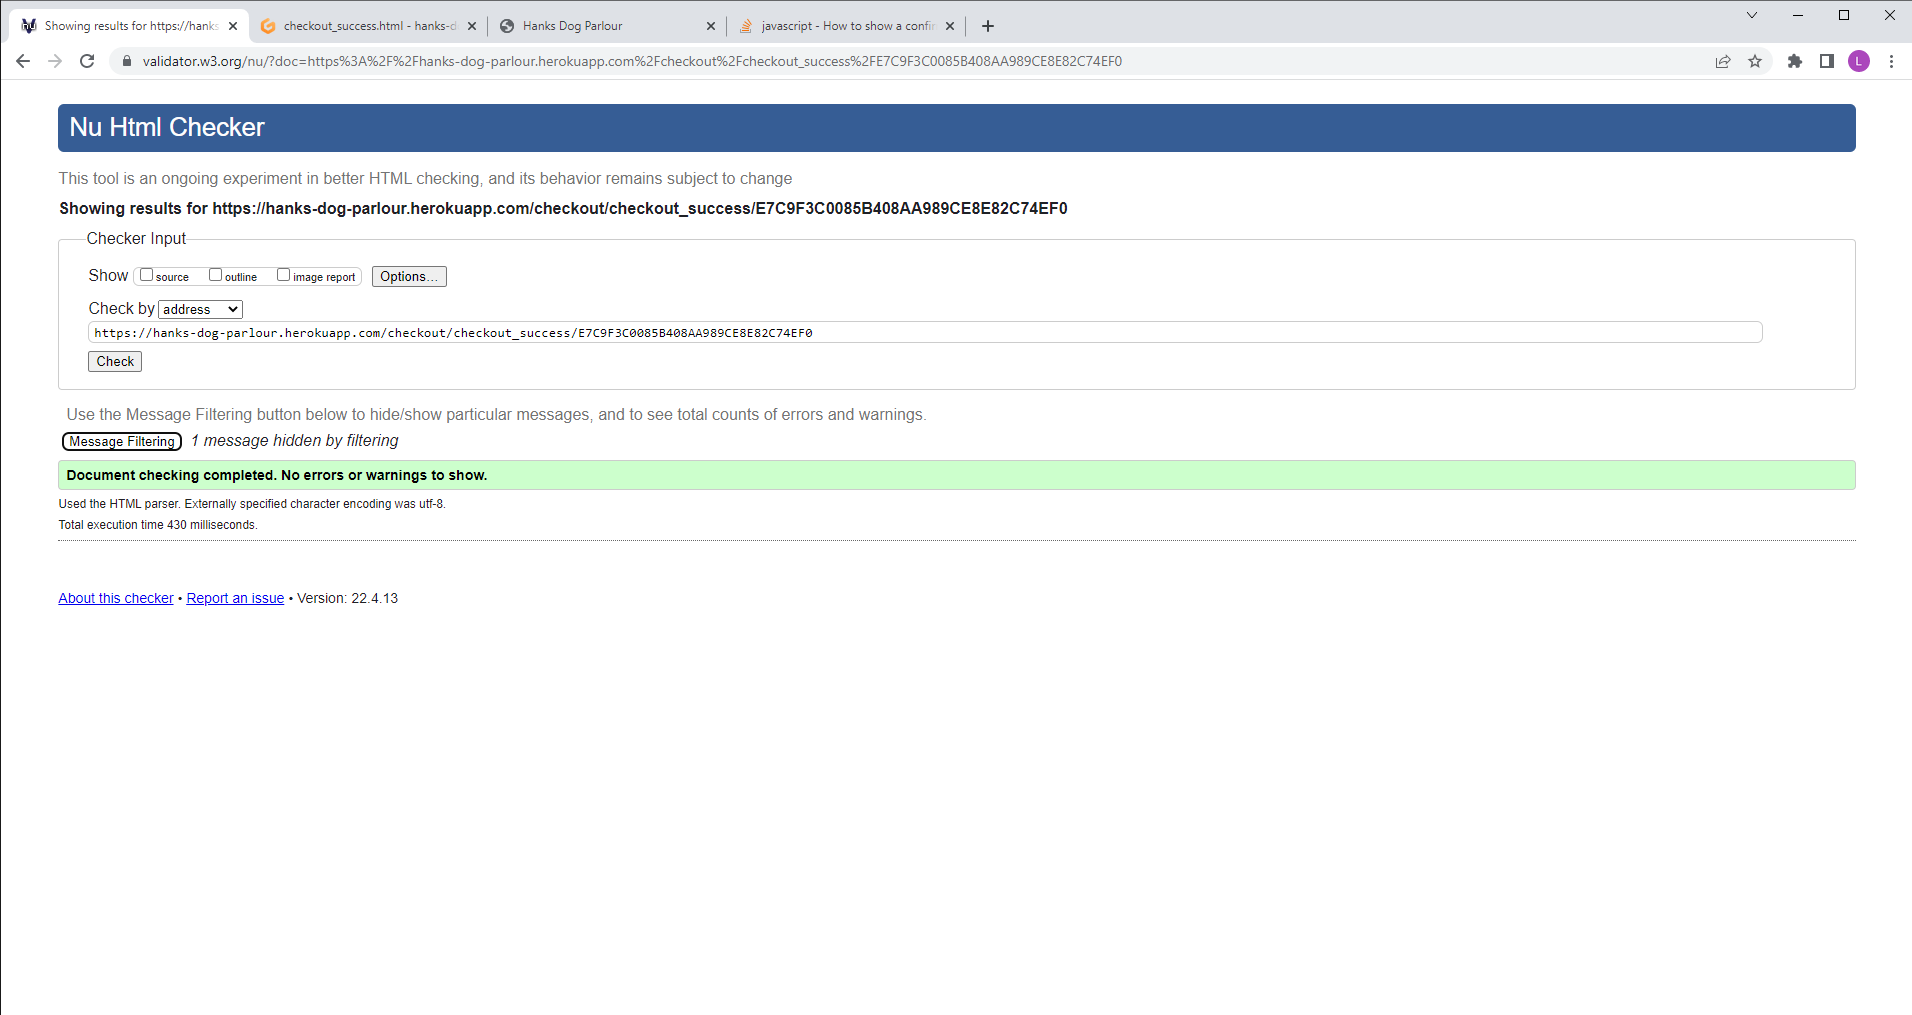 Showing results for https://hanks
checkout_success.html - hanks-d
Hanks Dog Parlour
javascript - How to show a confi
validator.w3.org/nu/?doc=https%3A%2F%2Fhanks-dog-parlour.herokuapp.com%2Fcheckout%2Fcheckout_success%2FE7C9F3C0085B408AA989CE8E82C74EF0
L
Nu Html Checker
This tool is an ongoing experiment in better HTML checking, and its behavior remains subject to change
Showing results for https://hanks-dog-parlour.herokuapp.com/checkout/checkout_success/E7C9F3C0085B408AA989CE8E82C74EF0
Checker Input
Show source outline image report Options...
Check by address
https://hanks-dog-parlour.herokuapp.com/checkout/checkout_success/E7C9F3C0085B408AA989CE8E82C74EF0
Check
Use the Message Filtering button below to hide/show particular messages, and to see total counts of errors and warnings.
Message Filtering 1 message hidden by filtering
Document checking completed. No errors or warnings to show.
Used the HTML parser. Externally specified character encoding was utf-8.
Total execution time 430 milliseconds.
About this checker • Report an issue • Version: 22.4.13